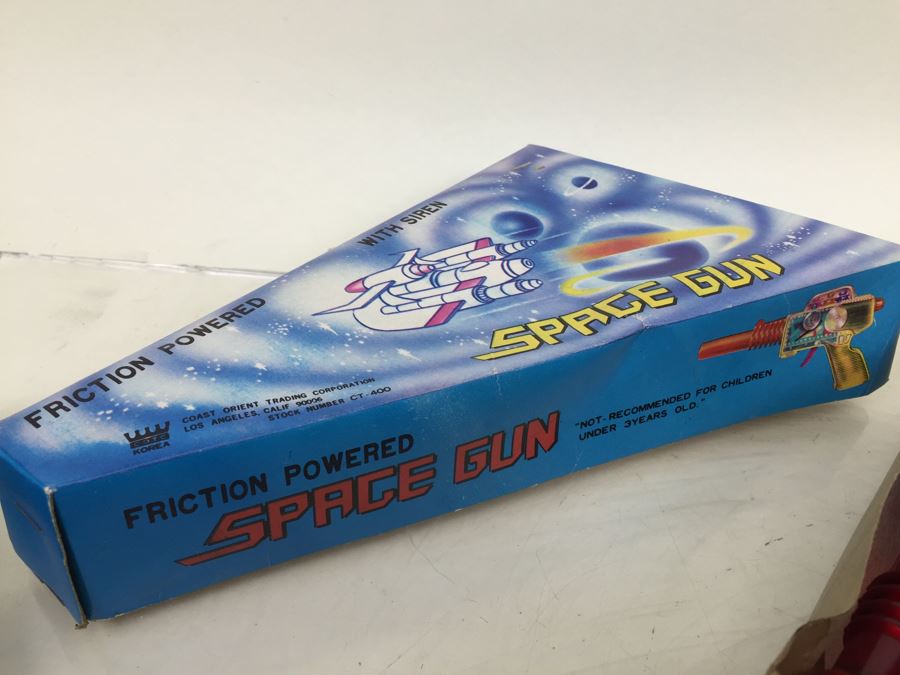 WITH SIREN
FRICTION POWERED
SPACE GUN
COAST ORIENT TRADING CORPORATION
LOS ANGELES, CALIF 90006
STOCK NUMBER CT-400
KOREA
FRICTION POWERED
SPACE GUN
"NOT-RECOMMENDED FOR CHILDREN
UNDER 3YEARS OLD."